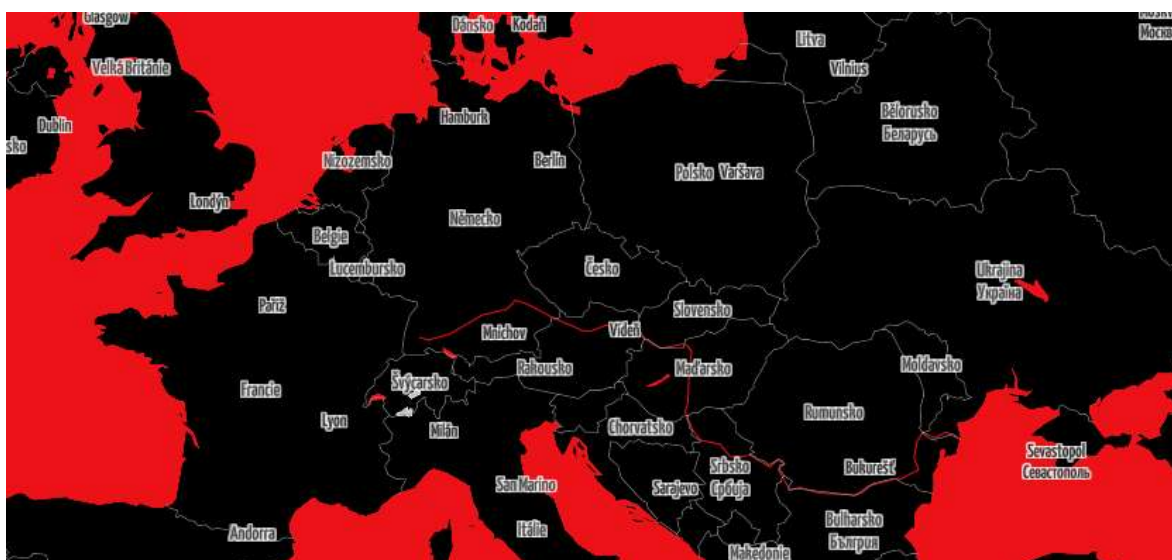 Glasgow
Dánsko
Kodaň
Litva
Vilnius
Velká Británie
Bělorusko
Беларусь
Dublin
sko
Hamburk
Nizozemsko
Berlín
Polsko
Varšava
Londýn
Německo
Belgie
Lucembursko
Česko
Ukrajina
Україна
Paříž
Slovensko
Mnichov
Vídeň
Moldavsko
Rakousko
Maďarsko
Švýcarsko
Francie
Rumunsko
Lyon
Milán
Chorvatsko
Sevastopol
Севастополь
Srbsko
Србија
Bukurešť
San Marino
Sarajevo
Andorra
Itálie
Bulharsko
България
Makedonie